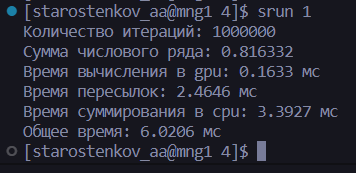 [starostenkov_aa@mng1 4]$ srun 1
Количество итераций: 1000000
Сумма числового ряда: 0.816332
Время вычисления в gpu: 0.1633 мс
Время пересылок: 2.4646 мс
Время суммирования в cpu: 3.3927 мс
Общее время: 6.0206 мс
[starostenkov_aa@mng1 4]$